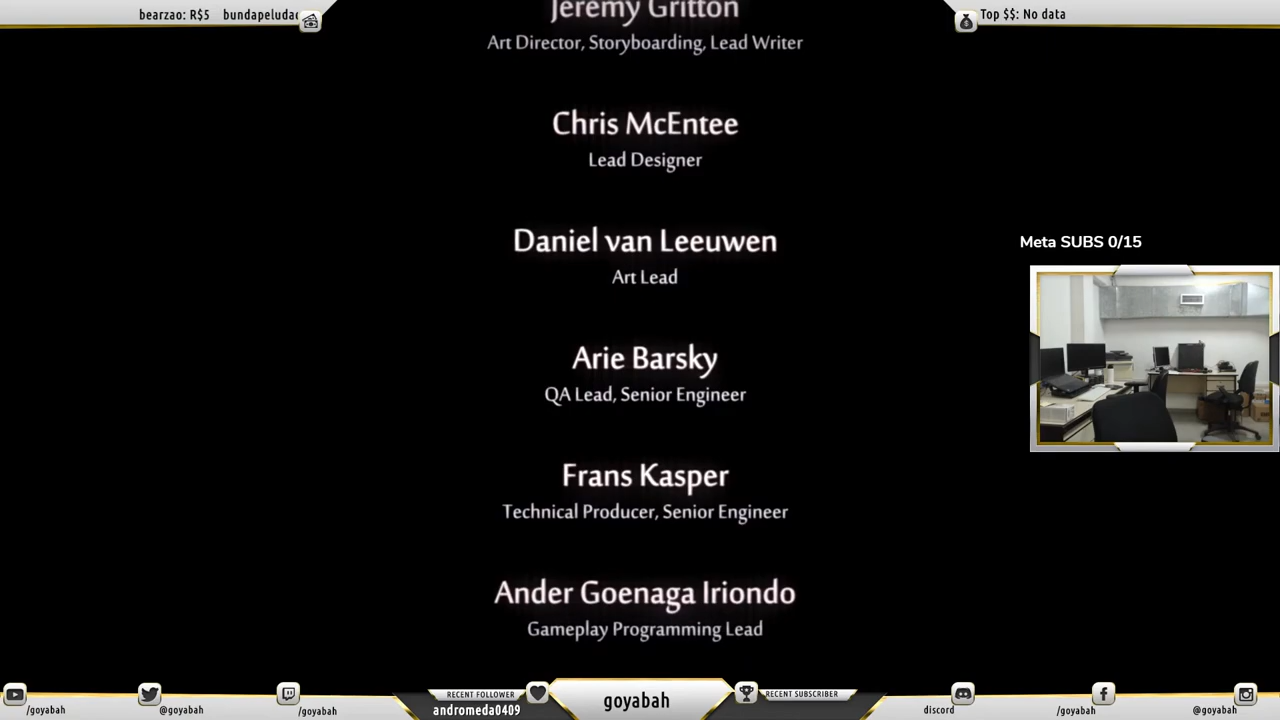 bearzao: R$5 bundapeludac
Top $$: No data
Jeremy Gritton
Art Director, Storyboarding, Lead Writer
Chris McEntee
Lead Designer
Daniel van Leeuwen
Art Lead
Meta SUBS 0/15
Arie Barsky
QA Lead, Senior Engineer
Frans Kasper
Technical Producer, Senior Engineer
Ander Goenaga Iriondo
Gameplay Programming Lead
/goyabah
@goyabah
/goyabah
RECENT FOLLOWER
andromeda0409
goyabah
RECENT SUBSCRIBER
discord
/goyabah
@goyabah